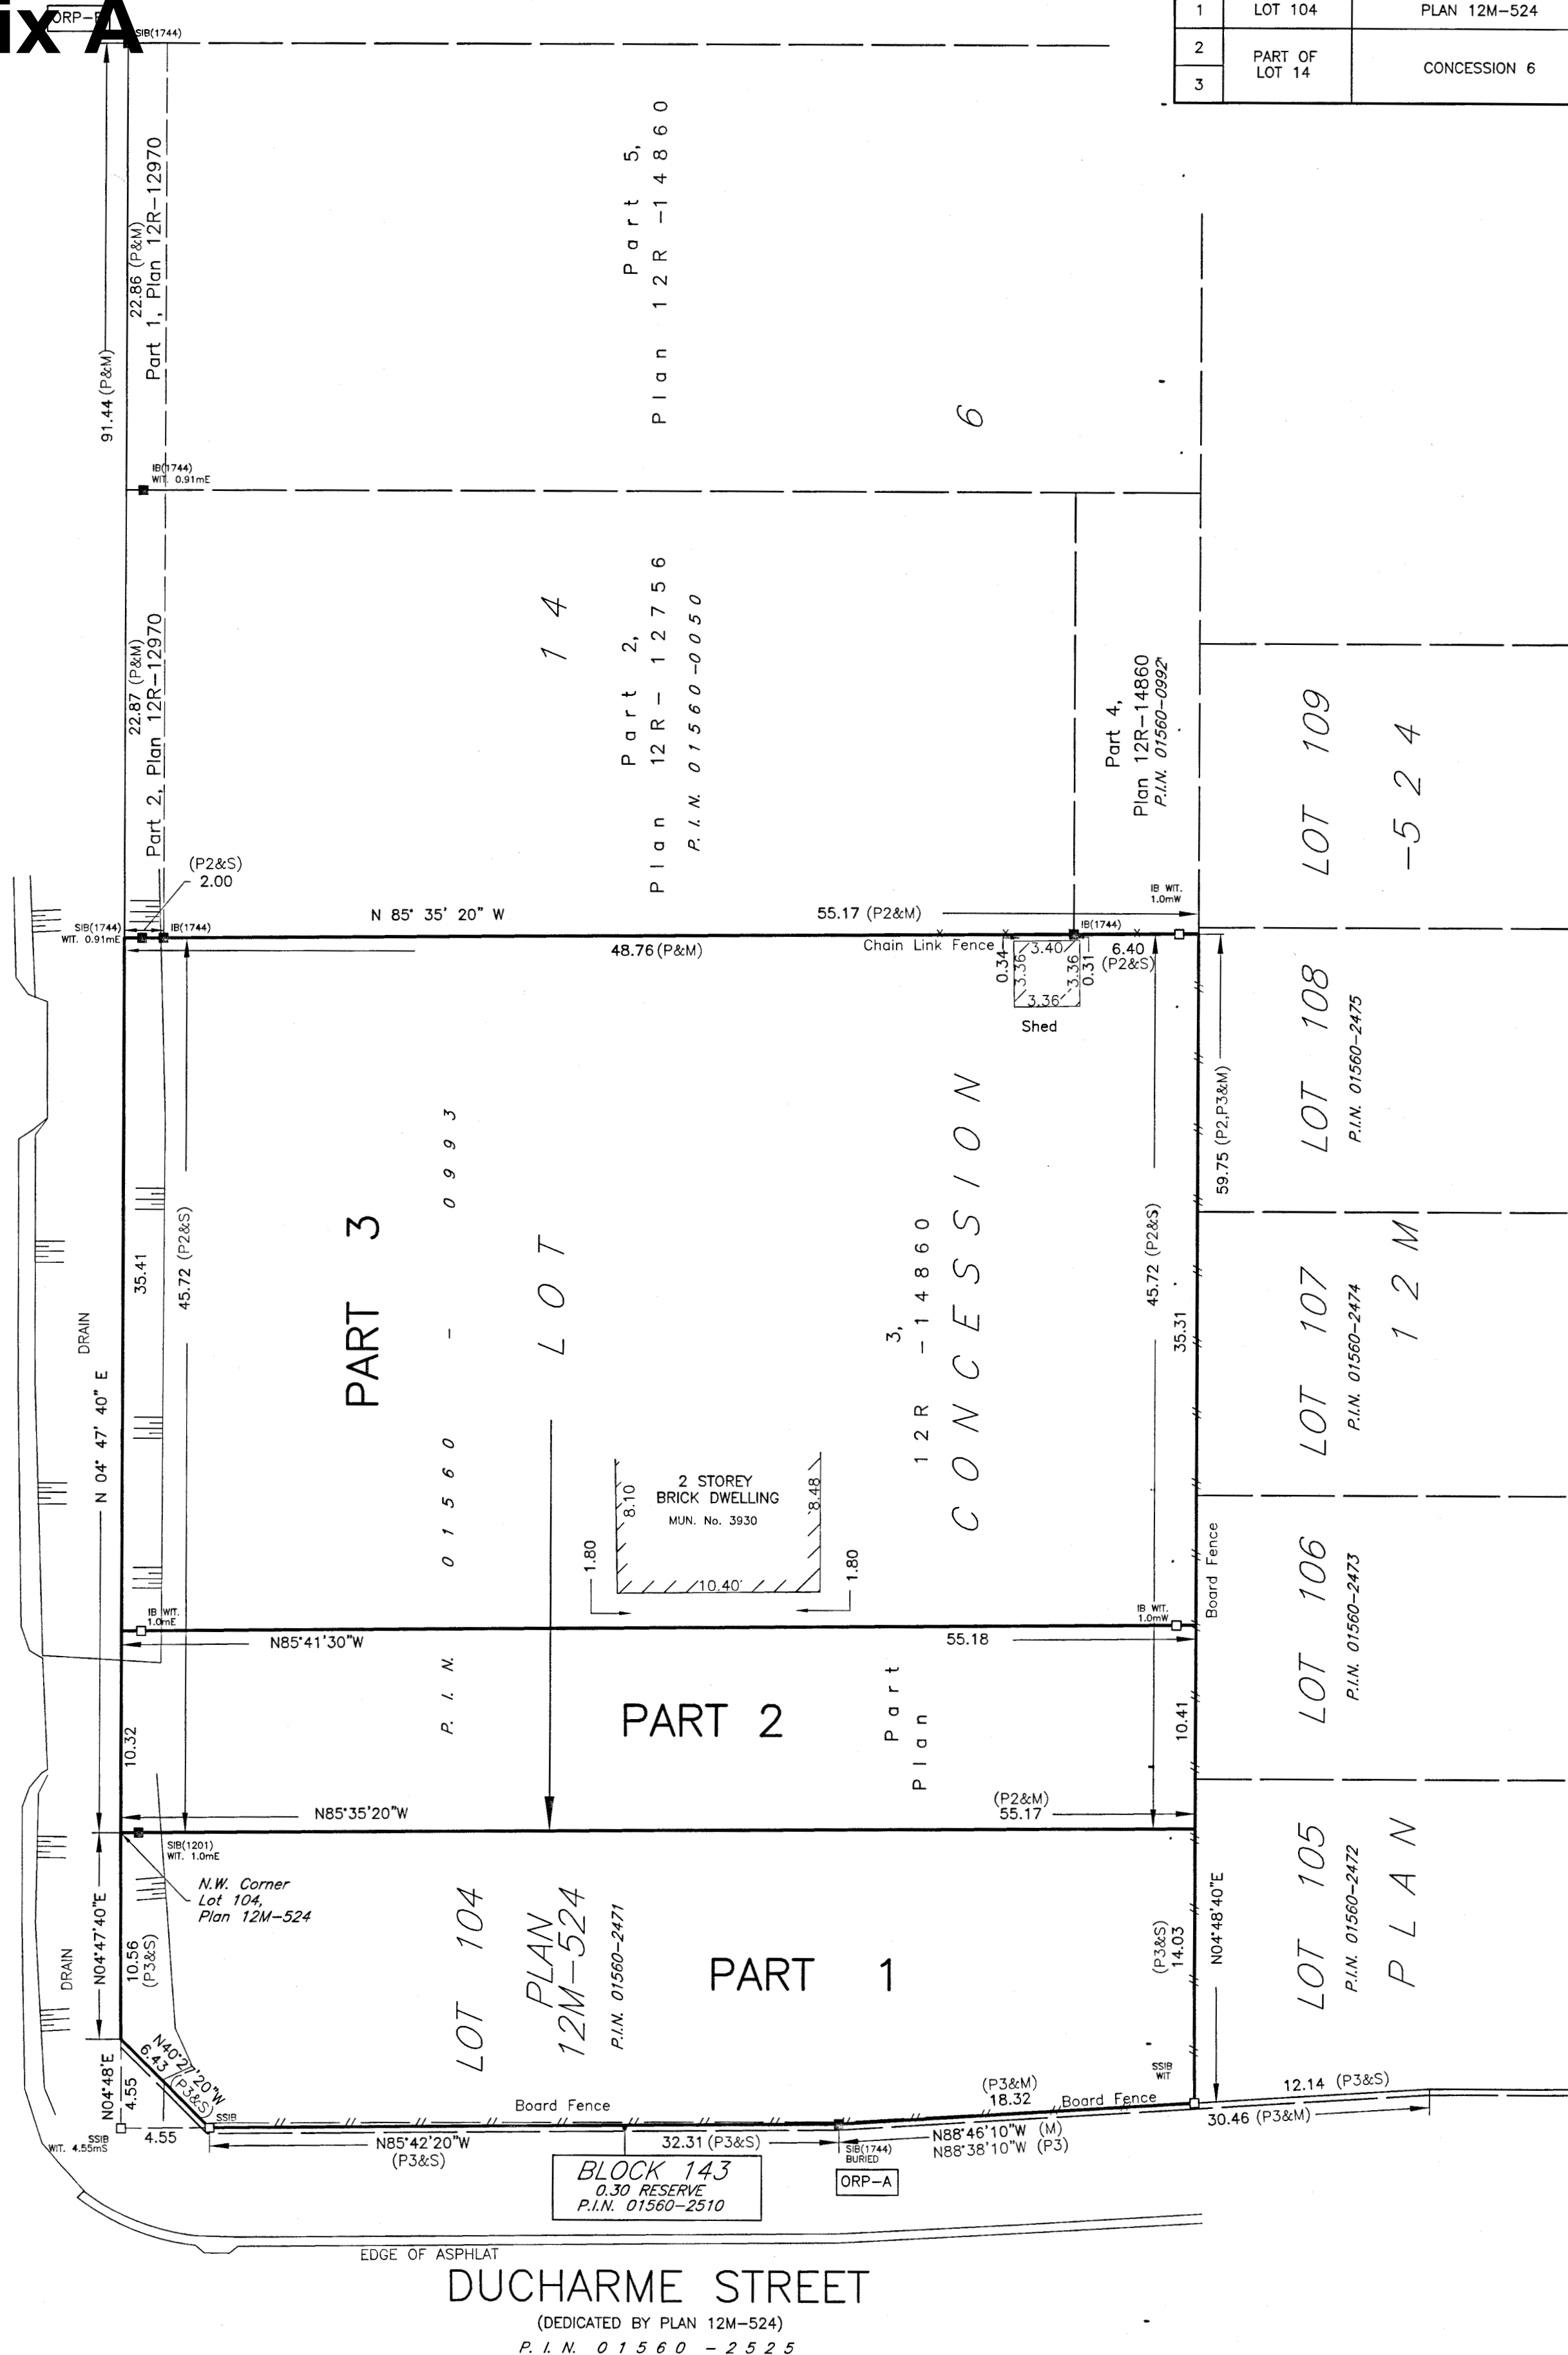 ix A
ORP-
SIB(1744)
1 LOT 104 PLAN 12M-524
2
PART OF
LOT 14
CONCESSION 6
3
91.44 (P&M)
22.86 (P&M)
Part 1, Plan 12R-12970
Part 5,
Plan 12R-14860
6
IB(1744)
WIT. 0.91mE
22.87 (P&M)
Part 2, Plan 12R-12970
14
Part 2,
Plan 12R-12756
P.I.N. 01560-0050
Part 4,
Plan 12R-14860
P.I.N. 01560-0992
LOT 109
-524
(P2&S)
2.00
N 85° 35' 20" W
55.17 (P2&M)
IB WIT.
1.0mW
SIB(1744)
WIT. 0.91mE
IB(1744)
48.76 (P&M)
Chain Link Fence
IB(1744)
6.40
(P2&S)
0.34
3.40
3.36
3.36
0.31
3.36
Shed
LOT 108
P.I.N. 01560-2475
59.75 (P2,P3&M)
35.41
45.72 (P2&S)
PART 3
P.I.N. 01560 - 0993
LOT
Part 3,
Plan 12R-14860
CONCESSION
45.72 (P2&S)
35.31
LOT 107
P.I.N. 01560-2474
12M
DRAIN
N 04° 47' 40" E
8.10
2 STOREY
BRICK DWELLING
MUN. No. 3930
8.48
10.40
1.80
1.80
Board Fence
LOT 106
P.I.N. 01560-2473
IB WIT.
1.0mE
IB WIT.
1.0mW
N85°41'30"W
55.18
10.32
PART 2
10.41
N85°35'20"W
(P2&M)
55.17
SIB(1201)
WIT. 1.0mE
N.W. Corner
Lot 104,
Plan 12M-524
N04°47'40"E
10.56
(P3&S)
DRAIN
LOT 104
PLAN
12M-524
P.I.N. 01560-2471
PART 1
(P3&S)
14.03
N04°48'40"E
LOT 105
P.I.N. 01560-2472
PLAN
N04°48'E
4.55
N40°27'20"W
6.43
(P3&S)
SSIB
SSIB
WIT. 4.55mS
4.55
Board Fence
(P3&M)
18.32
Board Fence
SSIB
WIT
12.14 (P3&S)
30.46 (P3&M)
N85°42'20"W
(P3&S)
32.31 (P3&S)
SIB(1744)
BURIED
N88°46'10"W (M)
N88°38'10"W (P3)
ORP-A
BLOCK 143
0.30 RESERVE
P.I.N. 01560-2510
EDGE OF ASPHLAT
DUCHARME STREET
(DEDICATED BY PLAN 12M-524)
P.I.N. 01560-2525